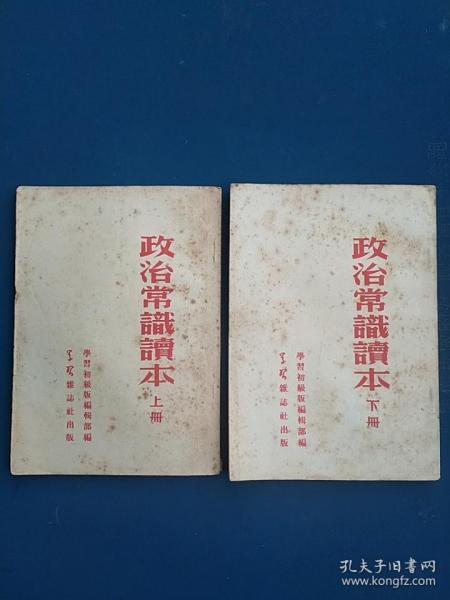 政治常識讀本
上冊
學習初級版編輯部編
學習雜誌社出版
政治常識讀本
下冊
學習初級版編輯部編
學習雜誌社出版
孔夫子旧书网
www.kongfz.com